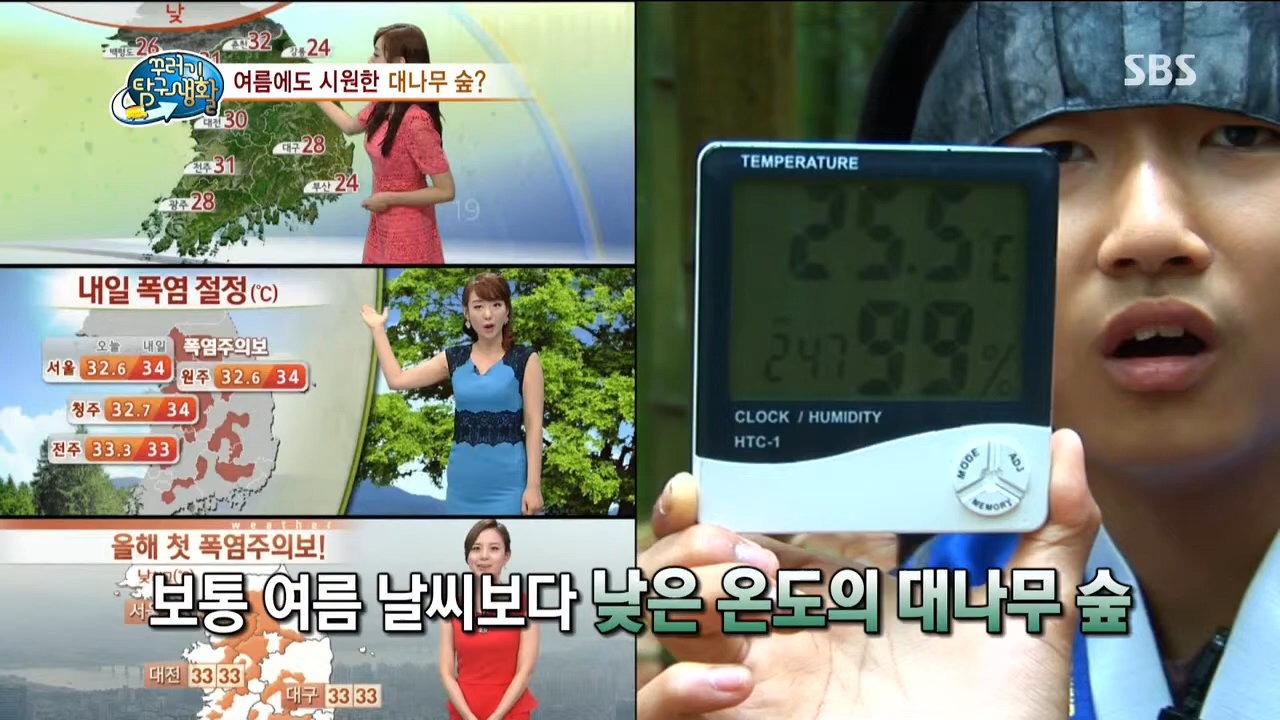 낮
백령도 26
춘천 32
강릉 24
꾸러기
탐구생활
여름에도 시원한 대나무 숲?
대전 30
대구 28
전주 31
부산 24
광주 28
19
내일 폭염 절정(℃)
오늘 내일
폭염주의보
서울 32.6 34
원주 32.6 34
청주 32.7 34
전주 33.3 33
weather
올해 첫 폭염주의보!
대전 33 33
대구 33 33
SBS
TEMPERATURE
25.5 ℃
2:47 99 %
CLOCK / HUMIDITY
HTC-1
MODE
ADJ
MEMORY
보통 여름 날씨보다 낮은 온도의 대나무 숲